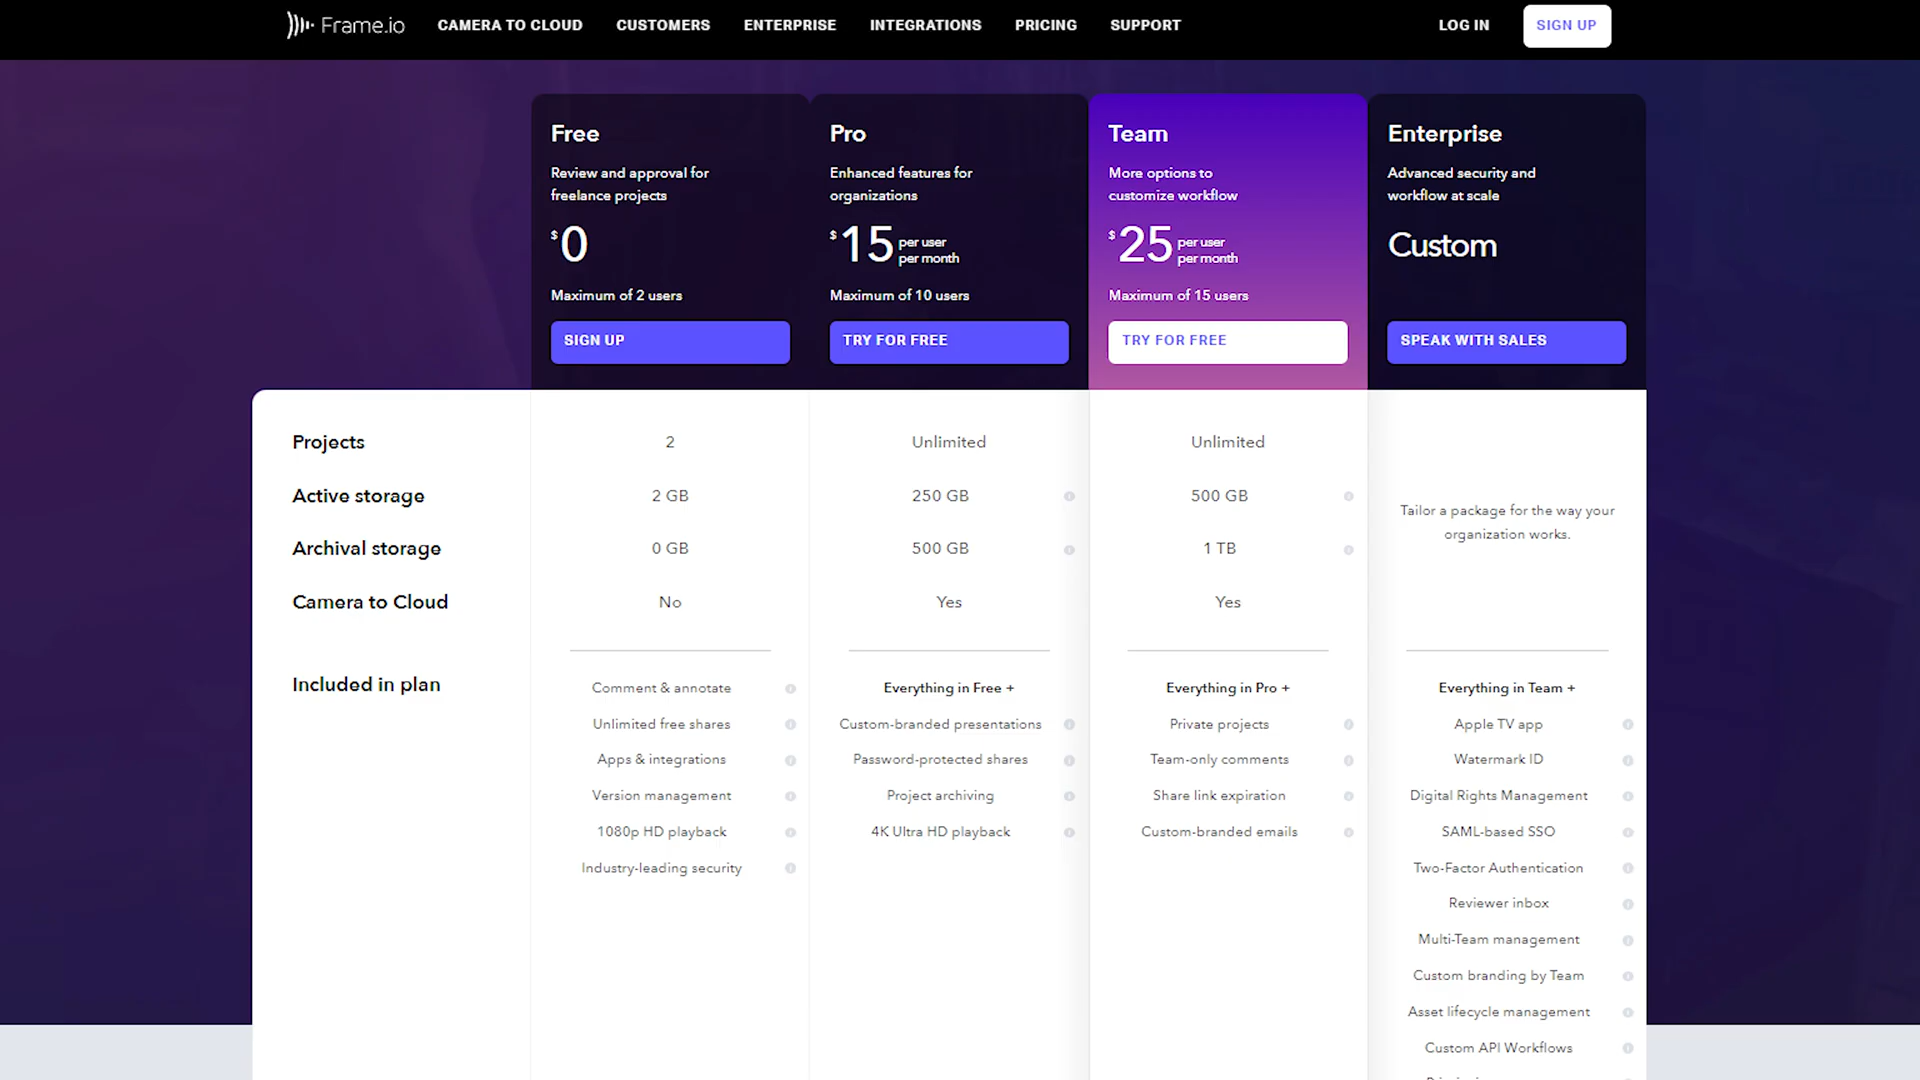 Frame.io CAMERA TO CLOUD CUSTOMERS ENTERPRISE INTEGRATIONS PRICING SUPPORT LOG IN SIGN UP
Free
Review and approval for
freelance projects
$0
Maximum of 2 users
SIGN UP
Pro
Enhanced features for
organizations
$15 per user
per month
Maximum of 10 users
TRY FOR FREE
Team
More options to
customize workflow
$25 per user
per month
Maximum of 15 users
TRY FOR FREE
Enterprise
Advanced security and
workflow at scale
Custom
SPEAK WITH SALES
Projects 2 Unlimited Unlimited
Active storage 2 GB 250 GB 500 GB
Archival storage 0 GB 500 GB 1 TB
Camera to Cloud No Yes Yes
Tailor a package for the way your
organization works.
Included in plan
Comment & annotate
Unlimited free shares
Apps & integrations
Version management
1080p HD playback
Industry-leading security
Everything in Free +
Custom-branded presentations
Password-protected shares
Project archiving
4K Ultra HD playback
Everything in Pro +
Private projects
Team-only comments
Share link expiration
Custom-branded emails
Everything in Team +
Apple TV app
Watermark ID
Digital Rights Management
SAML-based SSO
Two-Factor Authentication
Reviewer inbox
Multi-Team management
Custom branding by Team
Asset lifecycle management
Custom API Workflows